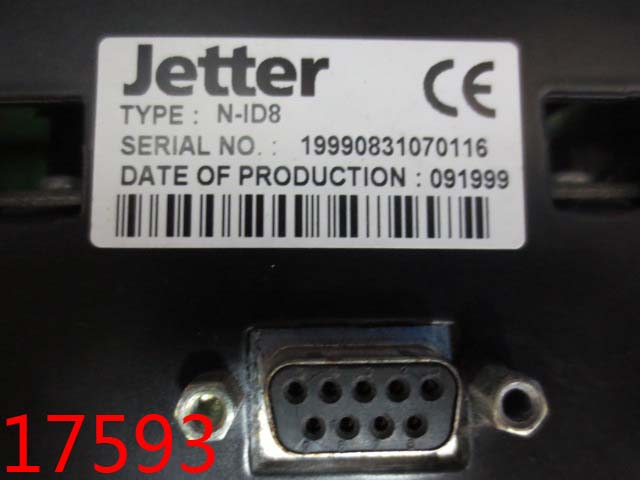 Jetter
CE
TYPE : N-ID8
SERIAL NO. : 19990831070116
DATE OF PRODUCTION : 091999
17593